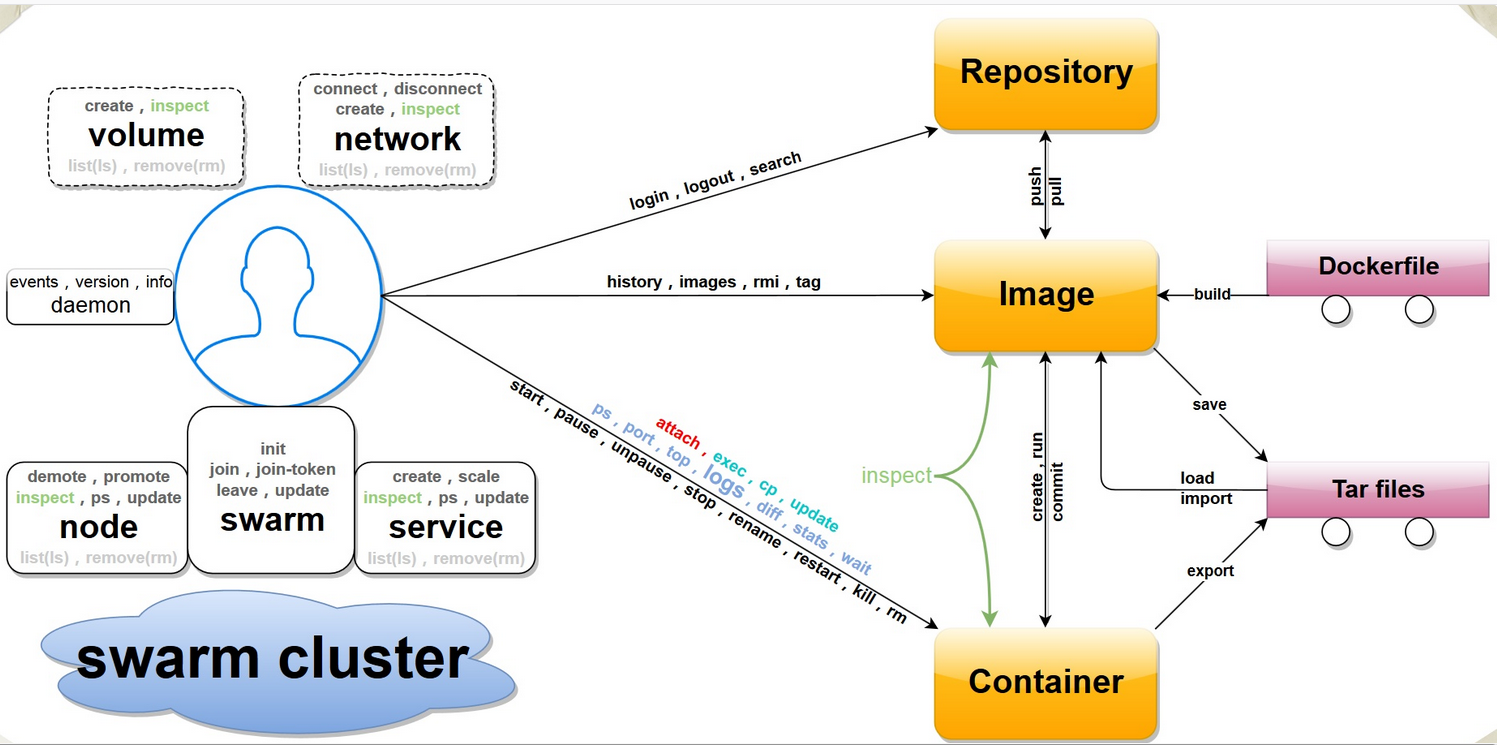 create , inspect
volume
list(ls) , remove(rm)
connect , disconnect
create , inspect
network
list(ls) , remove(rm)
events , version , info
daemon
init
join , join-token
leave , update
swarm
demote , promote
inspect , ps , update
node
list(ls) , remove(rm)
create , scale
inspect , ps , update
service
list(ls) , remove(rm)
swarm cluster
login , logout , search
history , images , rmi , tag
attach , exec , cp , update
ps , port , top , logs , diff , stats , wait
start , pause , unpause , stop , rename , restart , kill , rm
Repository
push
pull
Image
build
Dockerfile
inspect
create , run
commit
save
load
import
Tar files
export
Container